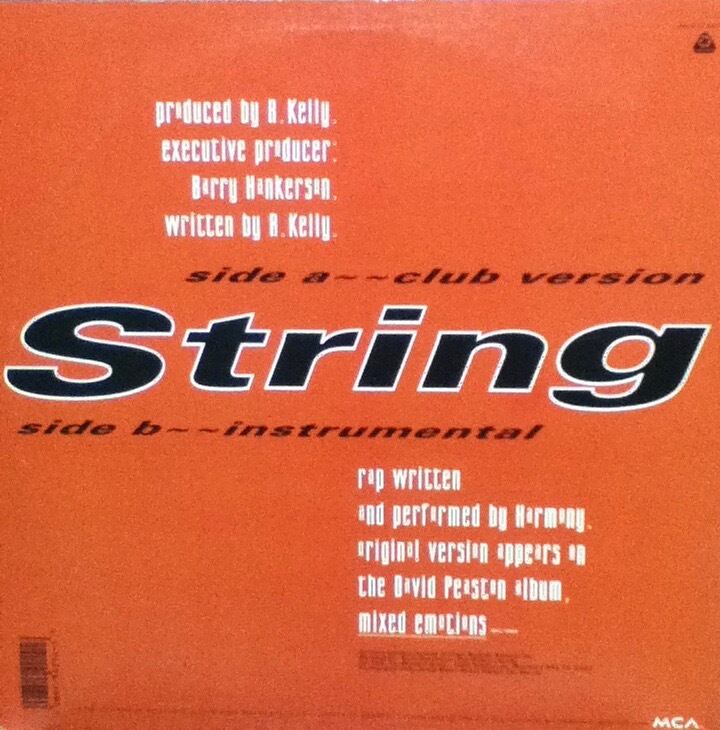 produced by R. Kelly.
executive producer:
Barry Hankerson.
written by R. Kelly.
side a~~club version
String
side b~~instrumental
rap written
and performed by Harmony.
original version appears on
the David Peaston album,
mixed emotions
MCA